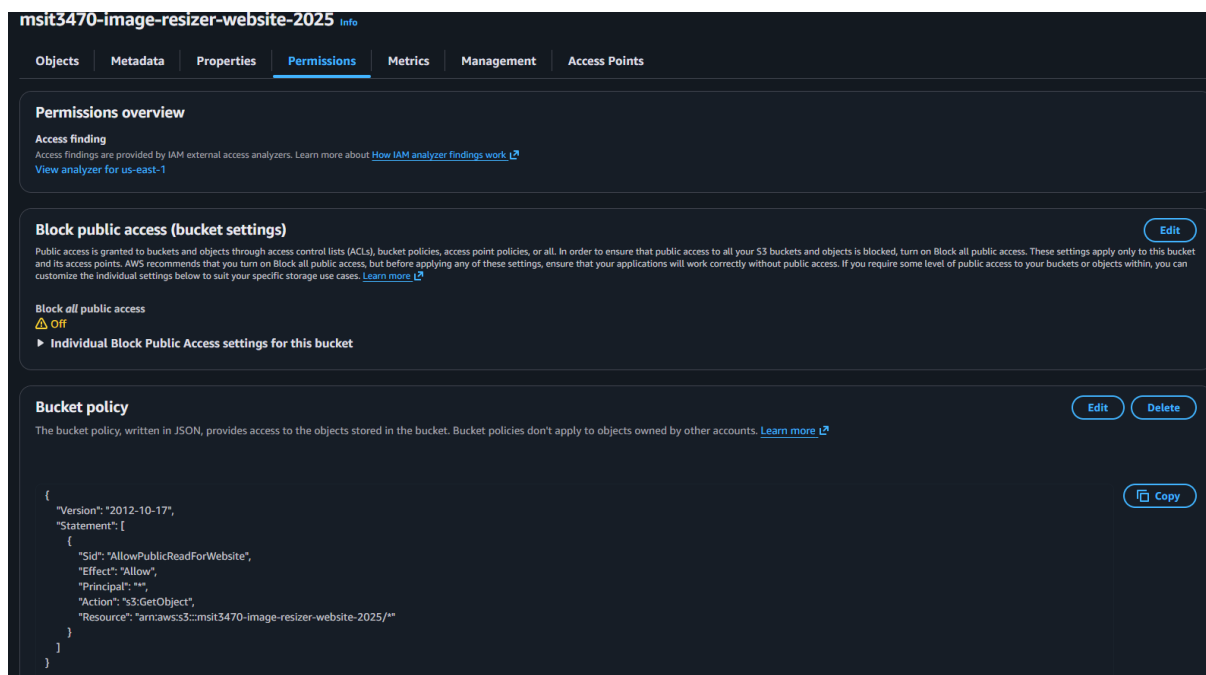 msit3470-image-resizer-website-2025 Info
Objects Metadata Properties Permissions Metrics Management Access Points
Permissions overview
Access finding
Access findings are provided by IAM external access analyzers. Learn more about How IAM analyzer findings work
View analyzer for us-east-1
Block public access (bucket settings)
Edit
Public access is granted to buckets and objects through access control lists (ACLs), bucket policies, access point policies, or all. In order to ensure that public access to all your S3 buckets and objects is blocked, turn on Block all public access. These settings apply only to this bucket
and its access points. AWS recommends that you turn on Block all public access, but before applying any of these settings, ensure that your applications will work correctly without public access. If you require some level of public access to your buckets or objects within, you can
customize the individual settings below to suit your specific storage use cases. Learn more
Block all public access
Off
Individual Block Public Access settings for this bucket
Bucket policy
Edit Delete
The bucket policy, written in JSON, provides access to the objects stored in the bucket. Bucket policies don't apply to objects owned by other accounts. Learn more
Copy
{
"Version": "2012-10-17",
"Statement": [
{
"Sid": "AllowPublicReadForWebsite",
"Effect": "Allow",
"Principal": "*",
"Action": "s3:GetObject",
"Resource": "arn:aws:s3:::msit3470-image-resizer-website-2025/*"
}
]
}